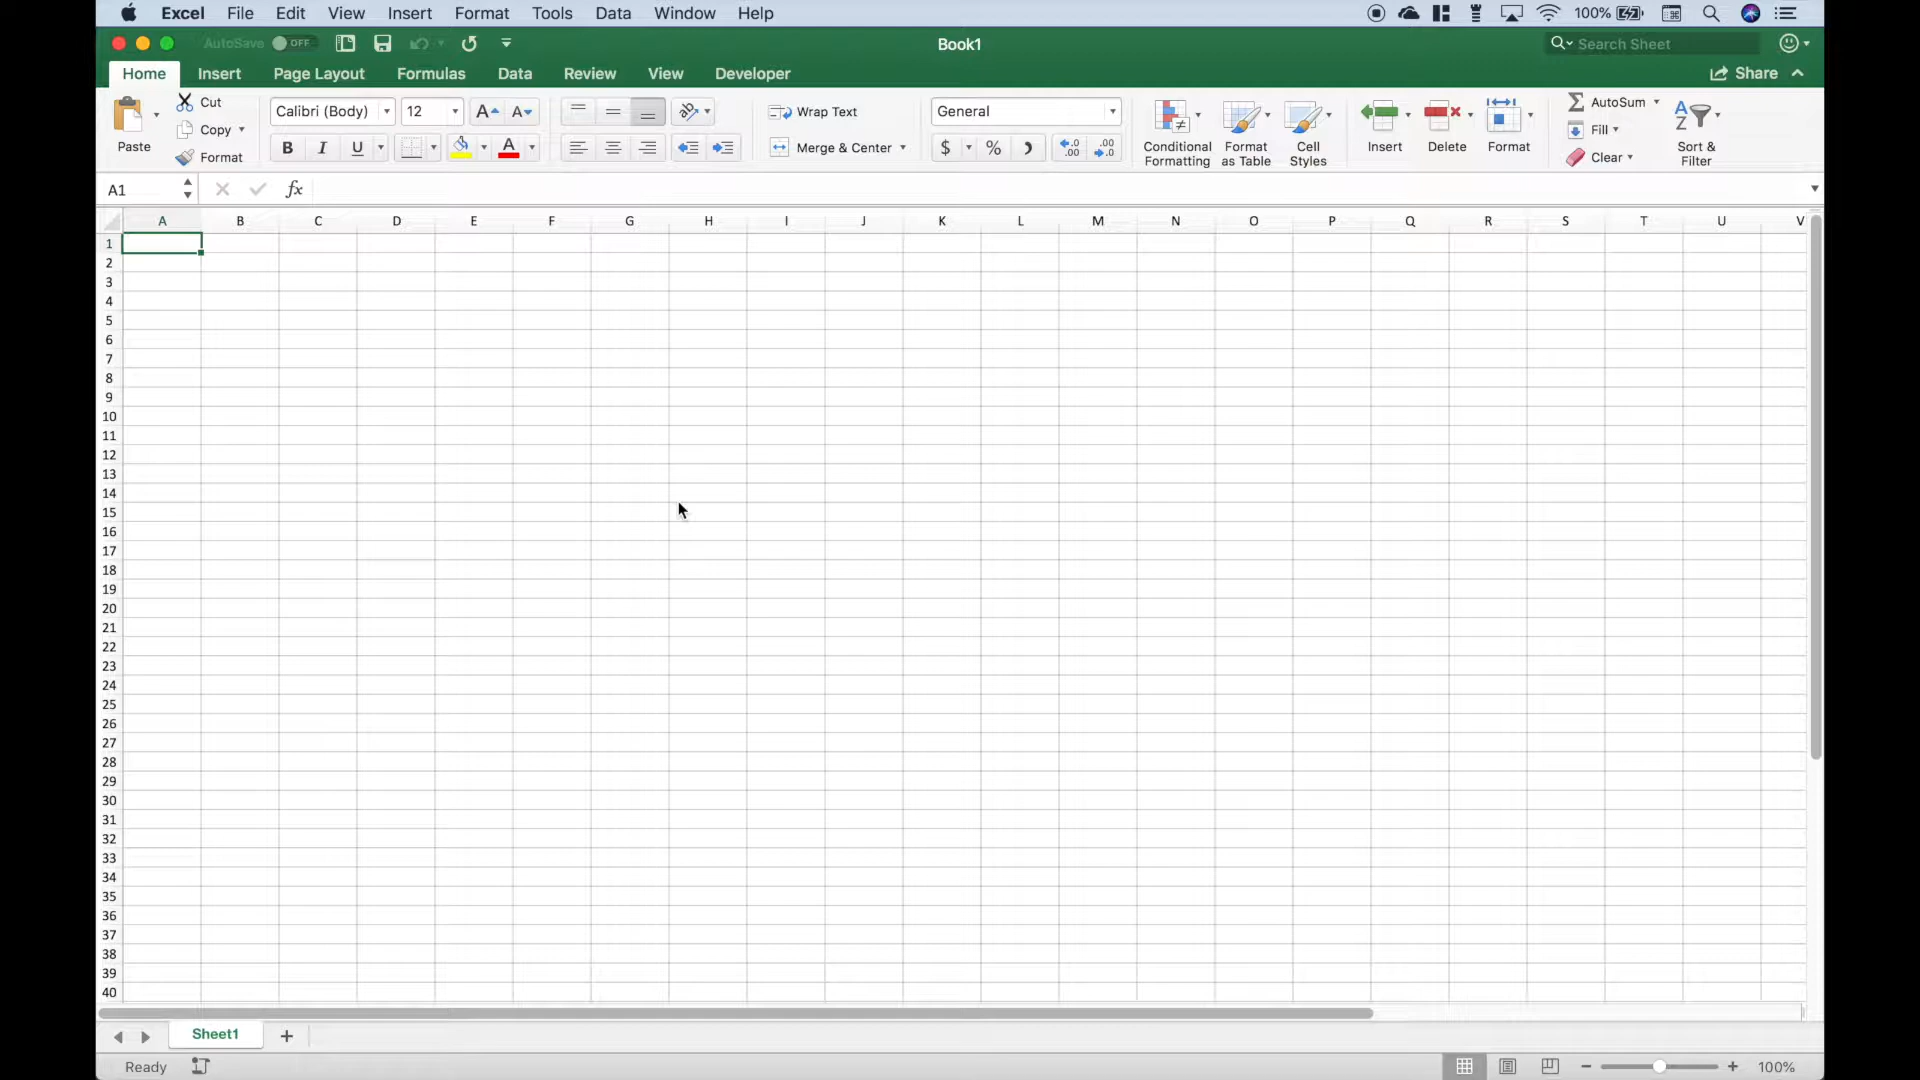 Excel File Edit View Insert Format Tools Data Window Help 100%
AutoSave OFF Book1 Search Sheet
Home Insert Page Layout Formulas Data Review View Developer Share
Paste
Cut
Copy
Format
Calibri (Body) 12 A A
B I U A
Wrap Text
Merge & Center
General
$ % .0 .00 .00 .0
Conditional Formatting
Format as Table
Cell Styles
Insert
Delete
Format
AutoSum
Fill
Clear
A Z
Sort & Filter
A1 fx
A B C D E F G H I J K L M N O P Q R S T U V
1
2
3
4
5
6
7
8
9
10
11
12
13
14
15
16
17
18
19
20
21
22
23
24
25
26
27
28
29
30
31
32
33
34
35
36
37
38
39
40
Sheet1 +
Ready 100%